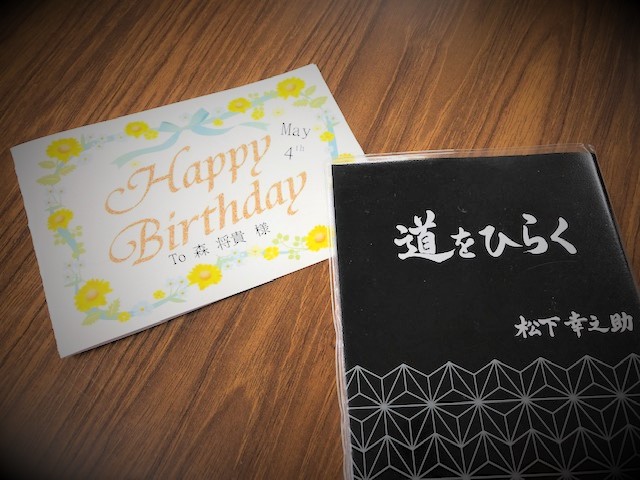 Happy
Birthday
May
4th
To 森 将貴 様
道をひらく
松下幸之助